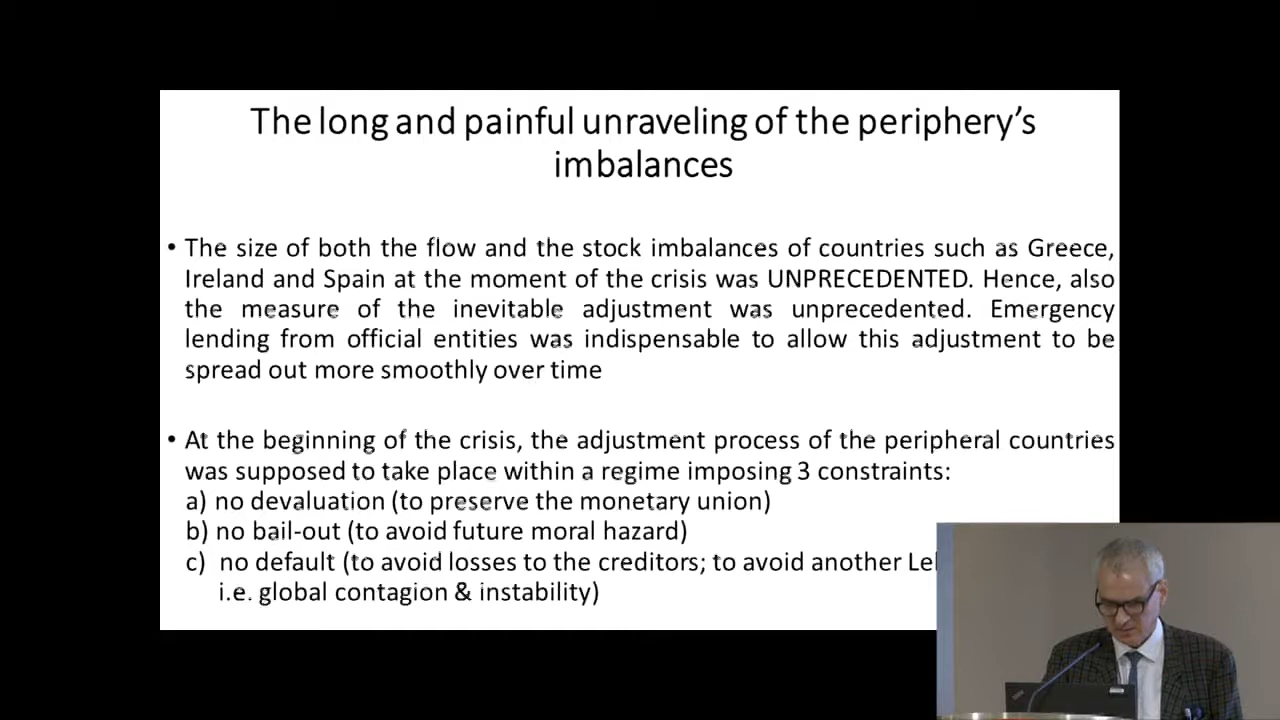 The long and painful unraveling of the periphery's
imbalances
• The size of both the flow and the stock imbalances of countries such as Greece,
Ireland and Spain at the moment of the crisis was UNPRECEDENTED. Hence, also
the measure of the inevitable adjustment was unprecedented. Emergency
lending from official entities was indispensable to allow this adjustment to be
spread out more smoothly over time
• At the beginning of the crisis, the adjustment process of the peripheral countries
was supposed to take place within a regime imposing 3 constraints:
a) no devaluation (to preserve the monetary union)
b) no bail-out (to avoid future moral hazard)
c) no default (to avoid losses to the creditors; to avoid another
i.e. global contagion & instability)